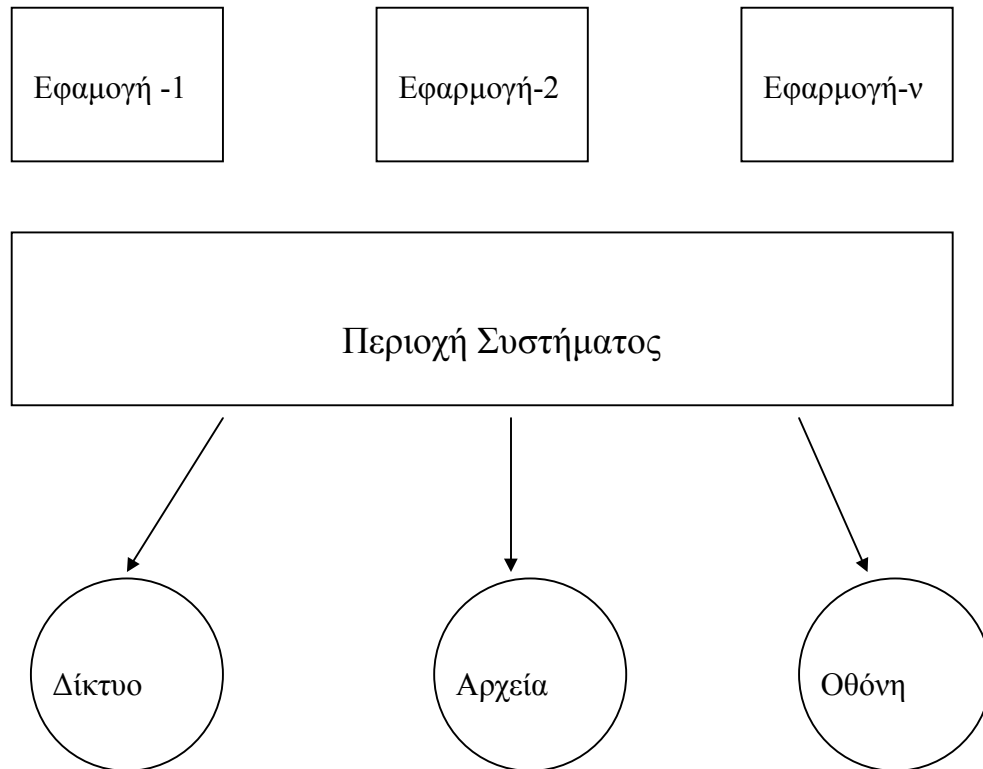 Εφαμογή -1
Εφαρμογή-2
Εφαρμογή-ν
Περιοχή Συστήματος
Δίκτυο
Αρχεία
Οθόνη